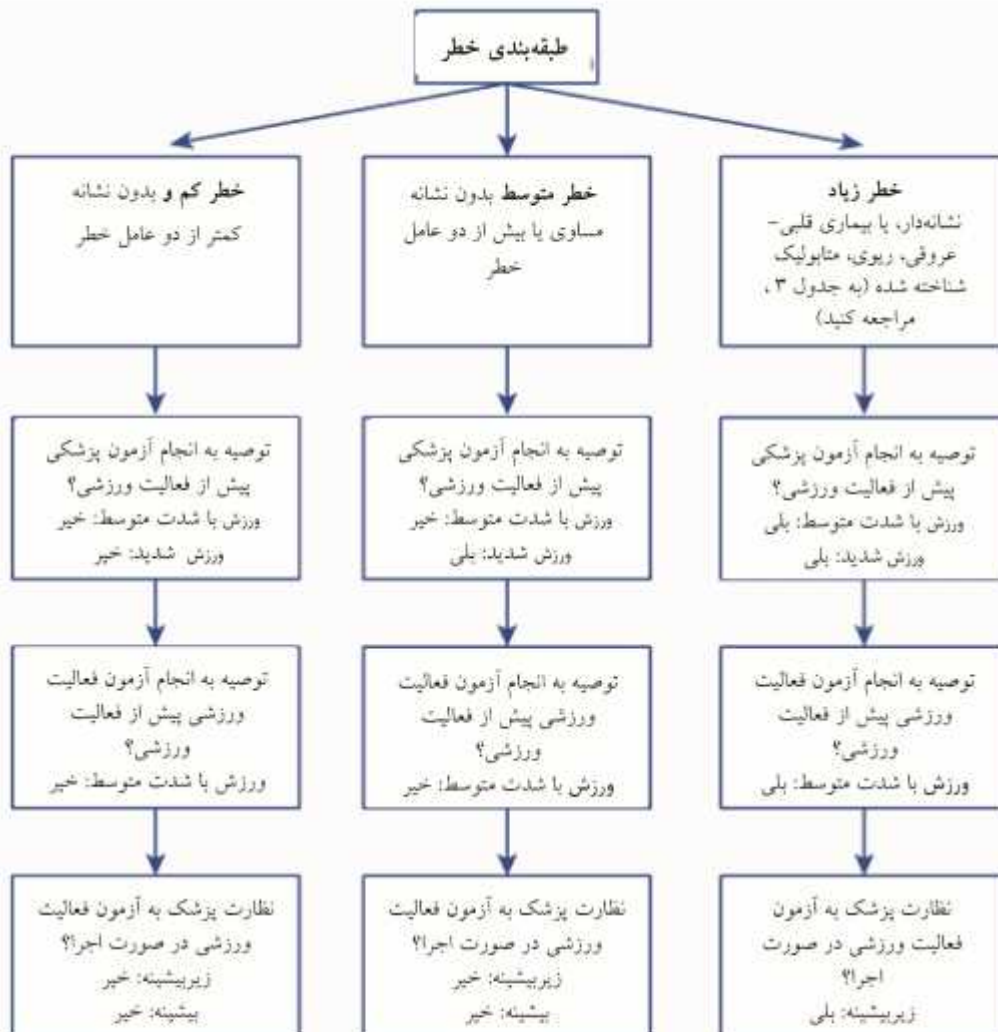 طبقه‌بندی خطر
خطر زیاد
نشانه‌دار، یا بیماری قلبی-
عروقی، ریوی، متابولیک
شناخته شده (به جدول ۳،
مراجعه کنید)
خطر متوسط بدون نشانه
مساوی یا بیش از دو عامل
خطر
خطر کم و بدون نشانه
کمتر از دو عامل خطر
توصیه به انجام آزمون پزشکی
پیش از فعالیت ورزشی؟
ورزش با شدت متوسط: بلی
ورزش شدید: بلی
توصیه به انجام آزمون پزشکی
پیش از فعالیت ورزشی؟
ورزش با شدت متوسط: خیر
ورزش شدید: بلی
توصیه به انجام آزمون پزشکی
پیش از فعالیت ورزشی؟
ورزش با شدت متوسط: خیر
ورزش شدید: خیر
توصیه به انجام آزمون فعالیت
ورزشی پیش از فعالیت
ورزشی؟
ورزش با شدت متوسط: بلی
توصیه به انجام آزمون فعالیت
ورزشی پیش از فعالیت
ورزشی؟
ورزش با شدت متوسط: خیر
توصیه به انجام آزمون فعالیت
ورزشی پیش از فعالیت
ورزشی؟
ورزش با شدت متوسط: خیر
نظارت پزشک به آزمون
فعالیت ورزشی در صورت
اجرا؟
زیربیشینه: بلی
نظارت پزشک به آزمون فعالیت
ورزشی در صورت اجرا؟
زیربیشینه: خیر
بیشینه: خیر
نظارت پزشک به آزمون فعالیت
ورزشی در صورت اجرا؟
زیربیشینه: خیر
بیشینه: خیر